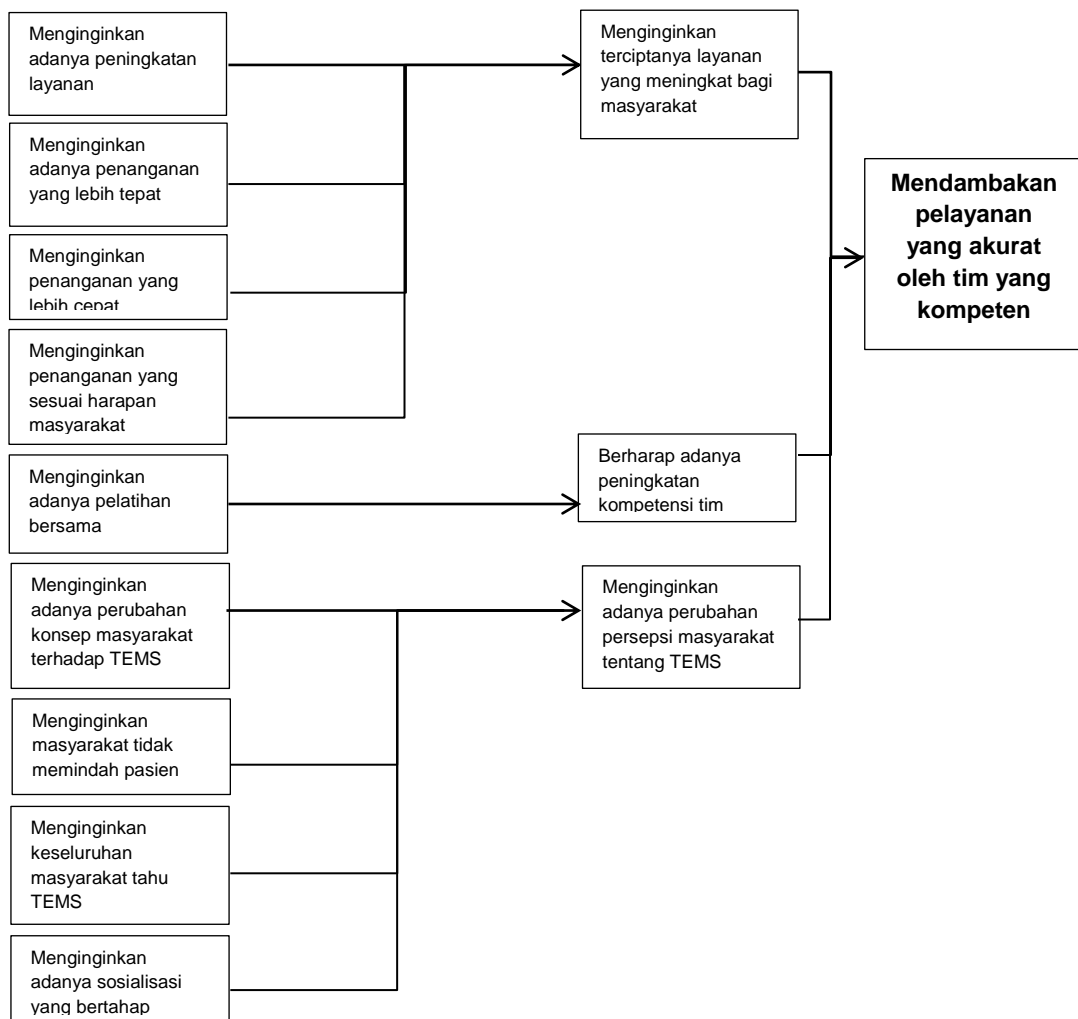 Menginginkan
adanya peningkatan
layanan
Menginginkan
adanya penanganan
yang lebih tepat
Menginginkan
penanganan yang
lebih cepat
Menginginkan
penanganan yang
sesuai harapan
masyarakat
Menginginkan
adanya pelatihan
bersama
Menginginkan
adanya perubahan
konsep masyarakat
terhadap TEMS
Menginginkan
masyarakat tidak
memindah pasien
Menginginkan
keseluruhan
masyarakat tahu
TEMS
Menginginkan
adanya sosialisasi
yang bertahap
Menginginkan
terciptanya layanan
yang meningkat bagi
masyarakat
Berharap adanya
peningkatan
kompetensi tim
Menginginkan
adanya perubahan
persepsi masyarakat
tentang TEMS
Mendambakan
pelayanan
yang akurat
oleh tim yang
kompeten